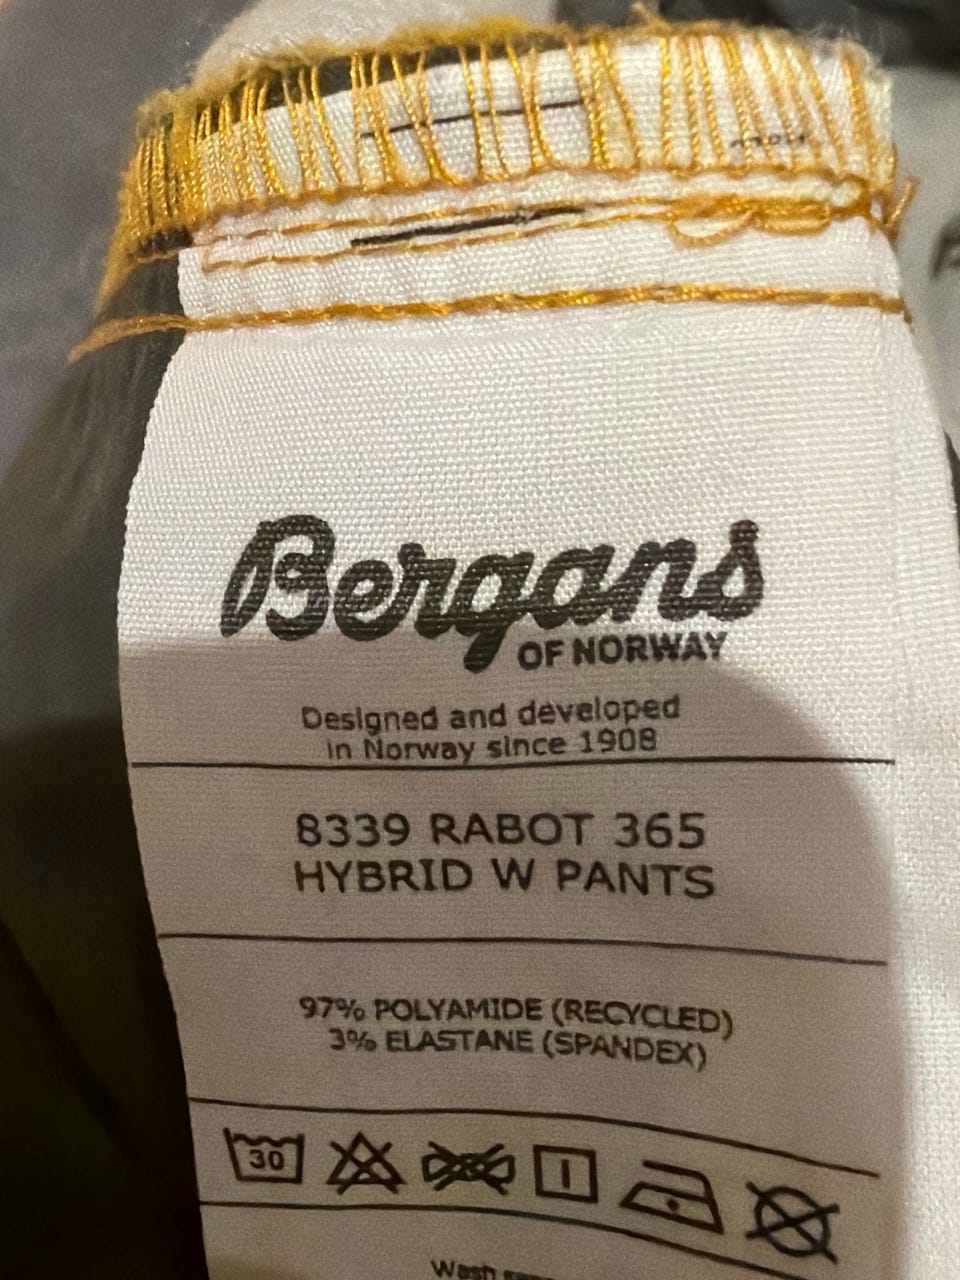 Bergans
OF NORWAY
Designed and developed
in Norway since 1908
8339 RABOT 365
HYBRID W PANTS
97% POLYAMIDE (RECYCLED)
3% ELASTANE (SPANDEX)
30
Wash